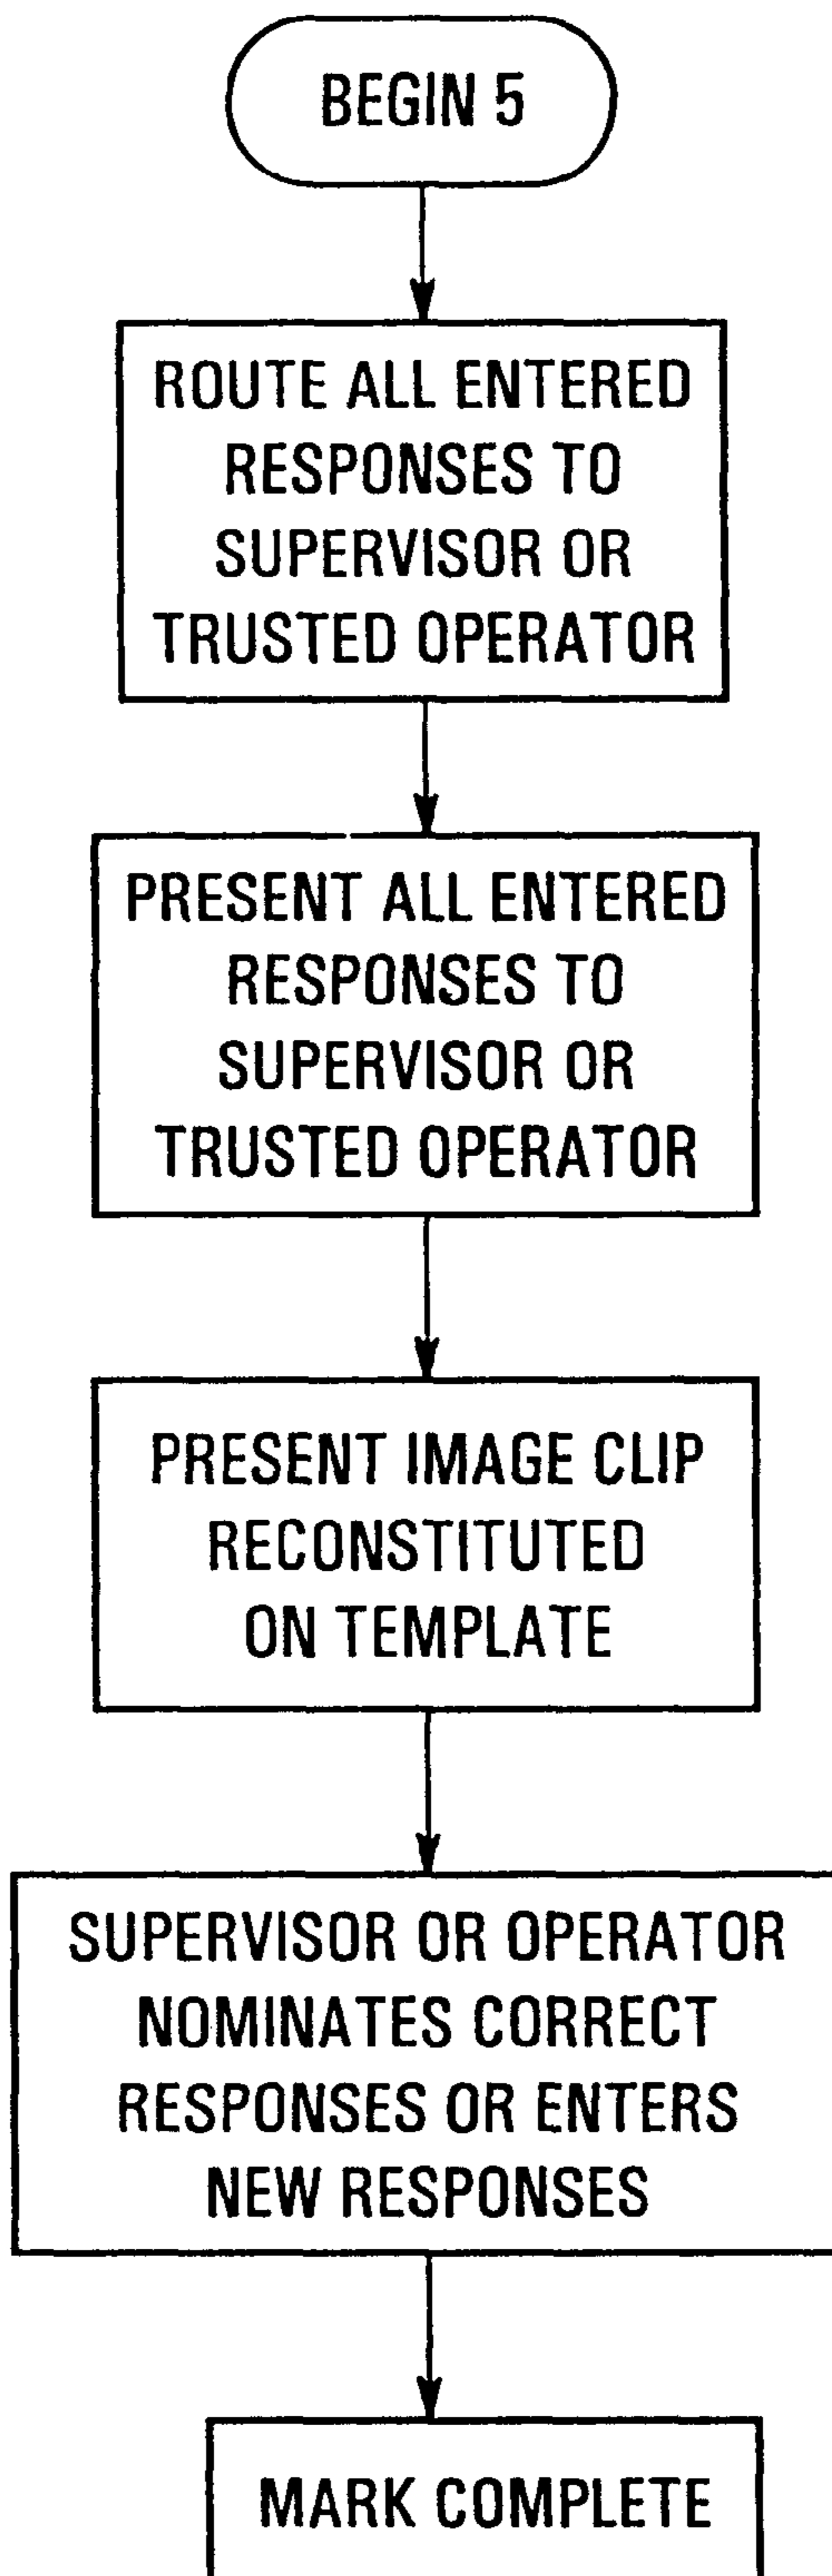 BEGIN 5
ROUTE ALL ENTERED
RESPONSES TO
SUPERVISOR OR
TRUSTED OPERATOR
PRESENT ALL ENTERED
RESPONSES TO
SUPERVISOR OR
TRUSTED OPERATOR
PRESENT IMAGE CLIP
RECONSTITUTED
ON TEMPLATE
SUPERVISOR OR OPERATOR
NOMINATES CORRECT
RESPONSES OR ENTERS
NEW RESPONSES
MARK COMPLETE